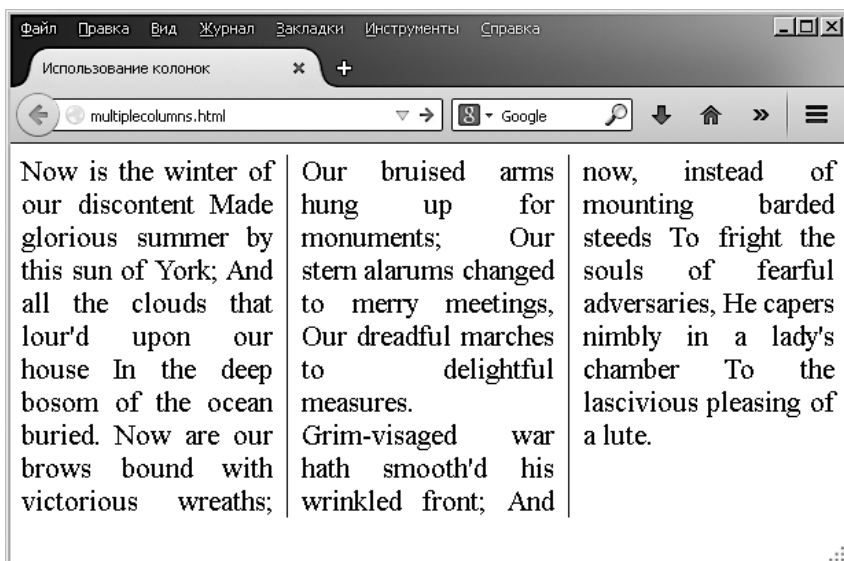 Файл Правка Вид Журнал Закладки Инструменты Справка
Использование колонок
multiplecolumns.html
8 Google
Now is the winter of
our discontent Made
glorious summer by
this sun of York; And
all the clouds that
lour'd upon our
house In the deep
bosom of the ocean
buried. Now are our
brows bound with
victorious wreaths;
Our bruised arms
hung up for
monuments; Our
stern alarums changed
to merry meetings,
Our dreadful marches
to delightful
measures.
Grim-visaged war
hath smooth'd his
wrinkled front; And
now, instead of
mounting barded
steeds To fright the
souls of fearful
adversaries, He capers
nimbly in a lady's
chamber To the
lascivious pleasing of
a lute.